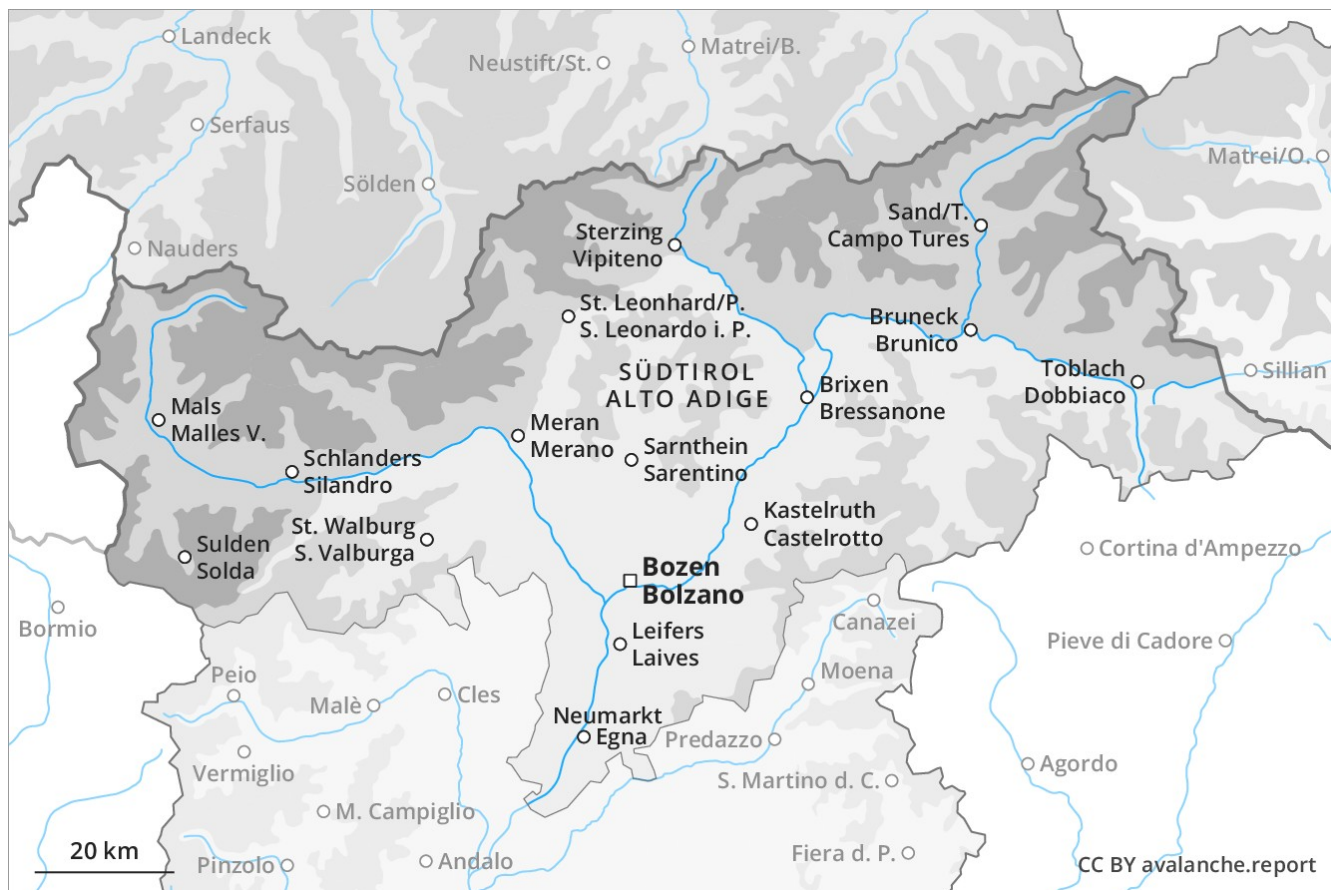 Landeck
Neustift/St.
Matrei/B.
Serfaus
Sölden
Matrei/O.
Nauders
Sterzing
Vipiteno
Sand/T.
Campo Tures
St. Leonhard/P.
S. Leonardo i. P.
Bruneck
Brunico
SÜDTIROL
ALTO ADIGE
Toblach
Dobbiaco
Sillian
Brixen
Bressanone
Mals
Malles V.
Meran
Merano
Sarnthein
Sarentino
Schlanders
Silandro
St. Walburg
S. Valburga
Kastelruth
Castelrotto
Sulden
Solda
Cortina d'Ampezzo
Bozen
Bolzano
Bormio
Canazei
Leifers
Laives
Pieve di Cadore
Peio
Moena
Malè
Cles
Neumarkt
Egna
Predazzo
Vermiglio
Agordo
S. Martino d. C.
M. Campiglio
20 km
Pinzolo
Andalo
Fiera d. P.
CC BY avalanche.report